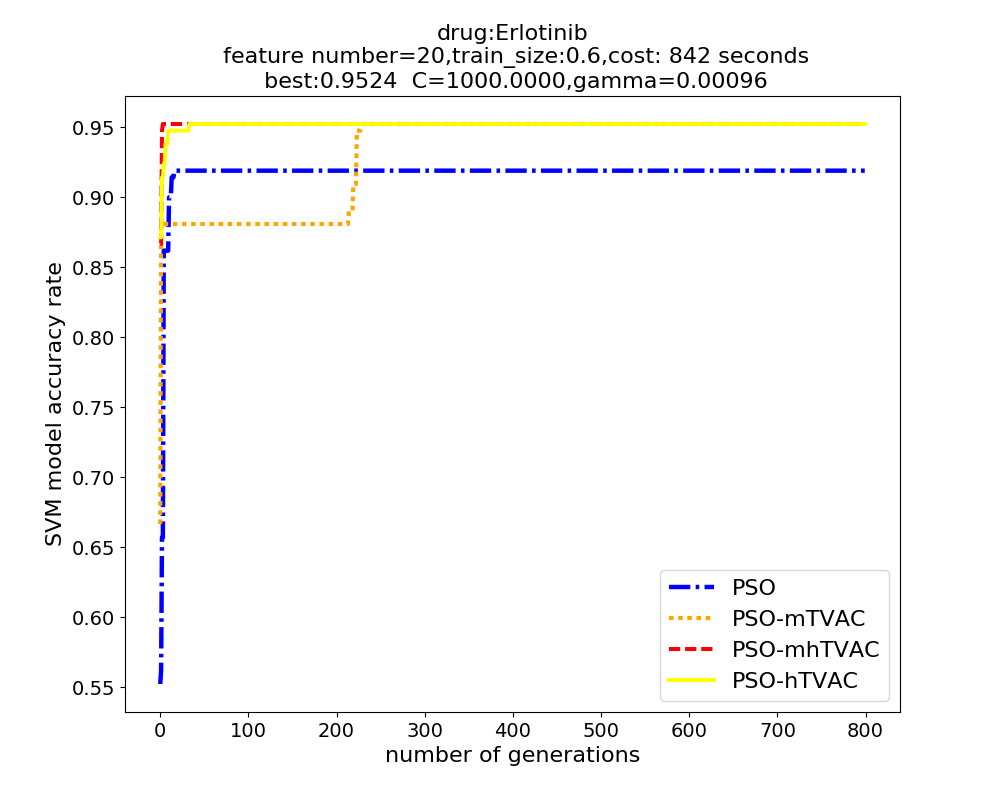 drug:Erlotinib
feature number=20,train_size:0.6,cost: 842 seconds
best:0.9524  C=1000.0000,gamma=0.00096
0.95
0.90
0.85
0.80
0.75
0.70
0.65
0.60
0.55
SVM model accuracy rate
PSO
PSO-mTVAC
PSO-mhTVAC
PSO-hTVAC
0 100 200 300 400 500 600 700 800
number of generations